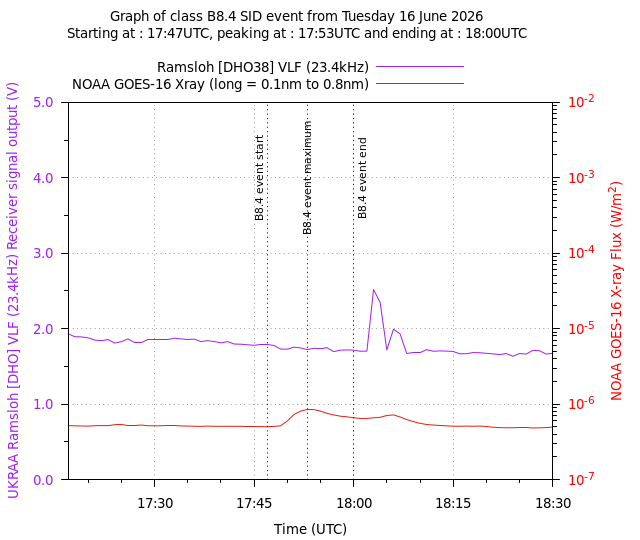 Graph of class B8.4 SID event from Tuesday 16 June 2026
Starting at : 17:47UTC, peaking at : 17:53UTC and ending at : 18:00UTC
Ramsloh [DHO38] VLF (23.4kHz)
NOAA GOES-16 Xray (long = 0.1nm to 0.8nm)
UKRAA Ramsloh [DHO] VLF (23.4kHz) Receiver signal output (V)
5.0
4.0
3.0
2.0
1.0
0.0
B8.4 event start
B8.4 event maximum
B8.4 event end
10-2
10-3
10-4
10-5
10-6
10-7
NOAA GOES-16 X-ray Flux (W/m2)
17:30
17:45
18:00
18:15
18:30
Time (UTC)